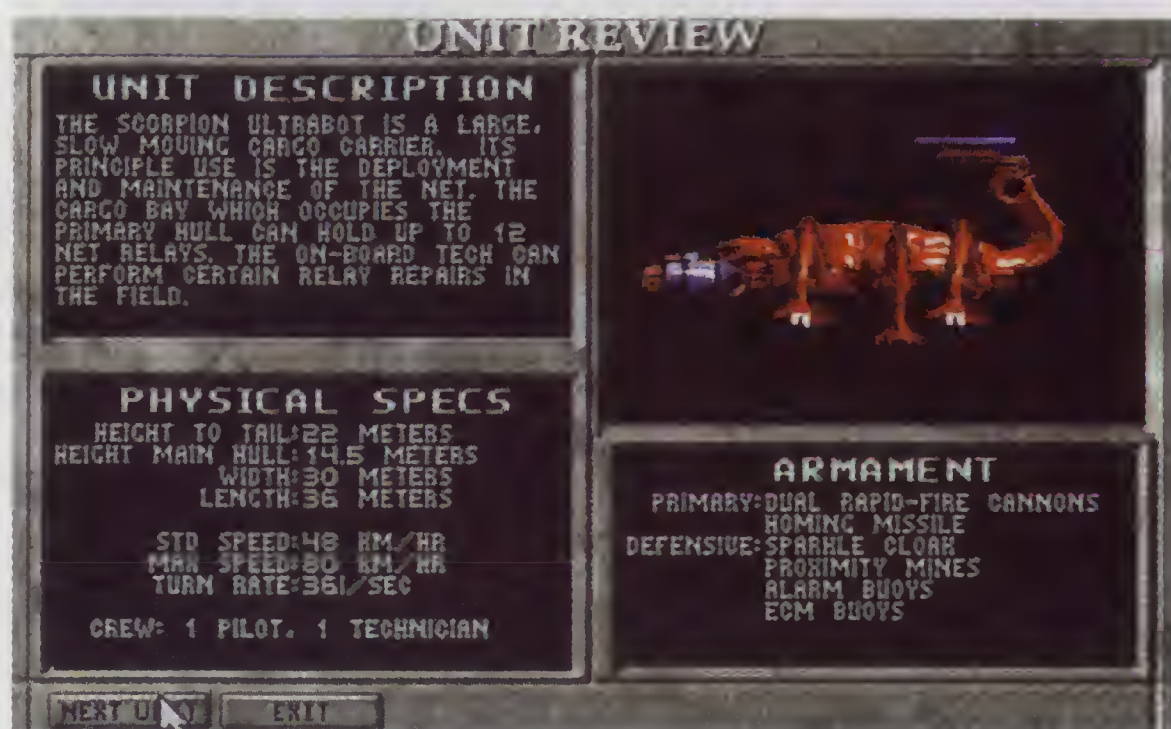 UNIT REVIEW
UNIT DESCRIPTION
THE SCORPION ULTRABOT IS A LARGE,
SLOW MOVING CARGO CARRIER. ITS
PRINCIPLE USE IS THE DEPLOYMENT
AND MAINTENANCE OF THE NET. THE
CARGO BAY WHICH OCCUPIES THE
PRIMARY HULL CAN HOLD UP TO 12
NET RELAYS. THE ON-BOARD TECH CAN
PERFORM CERTAIN RELAY REPAIRS IN
THE FIELD.
PHYSICAL SPECS
HEIGHT TO TAIL:22 METERS
HEIGHT MAIN HULL:14.5 METERS
WIDTH:30 METERS
LENGTH:36 METERS
STD SPEED:48 KM/HR
MAX SPEED:80 KM/HR
TURN RATE: /SEC
CREW: 1 PILOT, 1 TECHNICIAN
ARMAMENT
PRIMARY:DUAL RAPID-FIRE CANNONS
HOMING MISSILE
DEFENSIVE:SPARKLE CLOAK
PROXIMITY MINES
ALARM BUOYS
ECM BUOYS
NEXT
EXIT